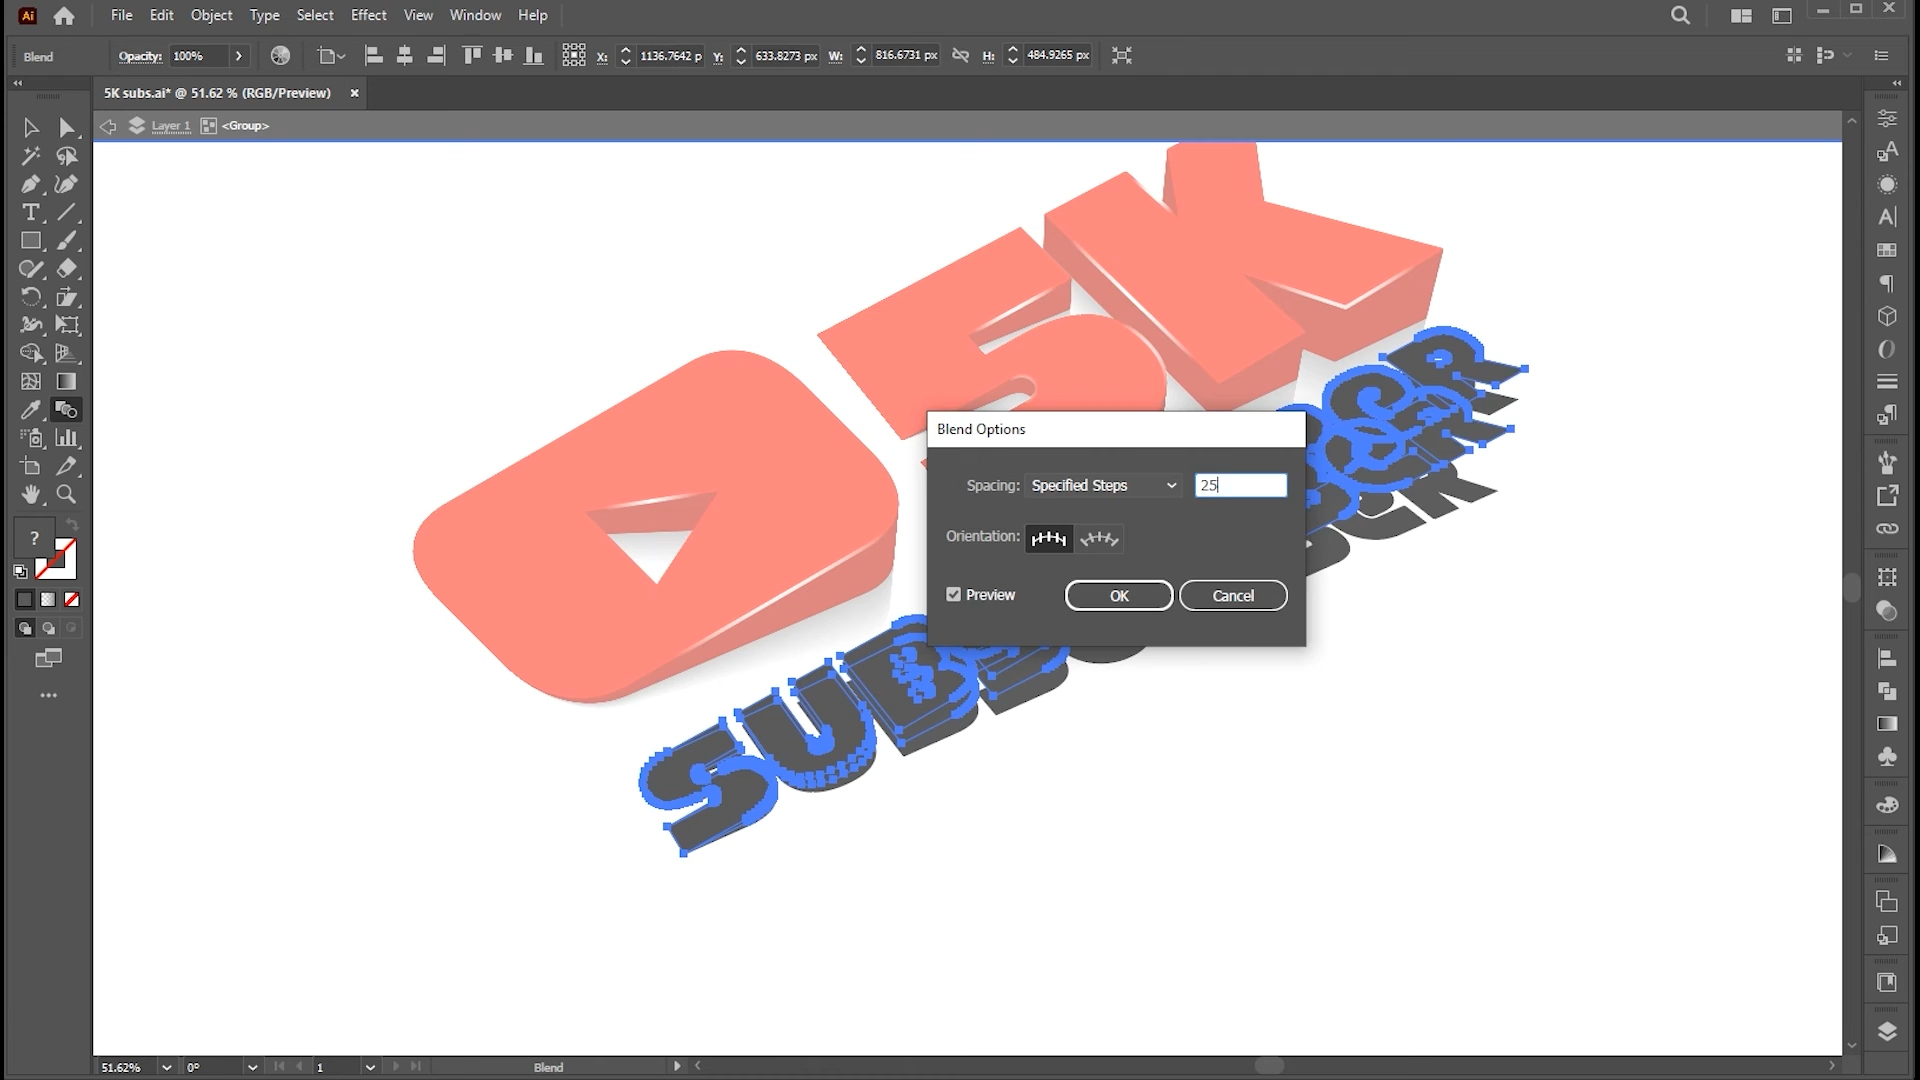 Ai File Edit Object Type Select Effect View Window Help
Blend Opacity: 100% X: 1136.7642 p Y: 633.8273 px W: 816.6731 px H: 484.9265 px
5K subs.ai* @ 51.62 % (RGB/Preview)
Layer 1 <Group>
5K
Blend Options
Spacing: Specified Steps 25
Orientation:
Preview OK Cancel
51.62% 0° 1 Blend